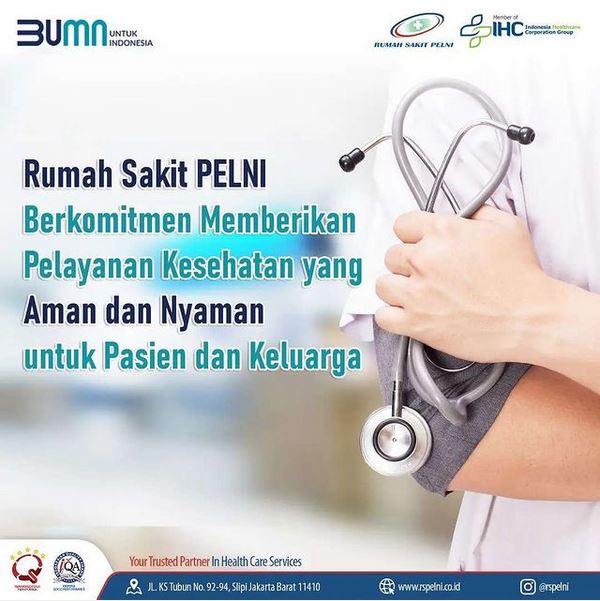 BUMN UNTUK
INDONESIA
RUMAH SAKIT PELNI
Member of
IHC Indonesia Healthcare
Corporation Group
Rumah Sakit PELNI
Berkomitmen Memberikan
Pelayanan Kesehatan yang
Aman dan Nyaman
untuk Pasien dan Keluarga
IQA
Your Trusted Partner In Health Care Services
JL. KS Tubun No. 92-94, Slipi Jakarta Barat 11410
www.rspelni.co.id
@rspelni